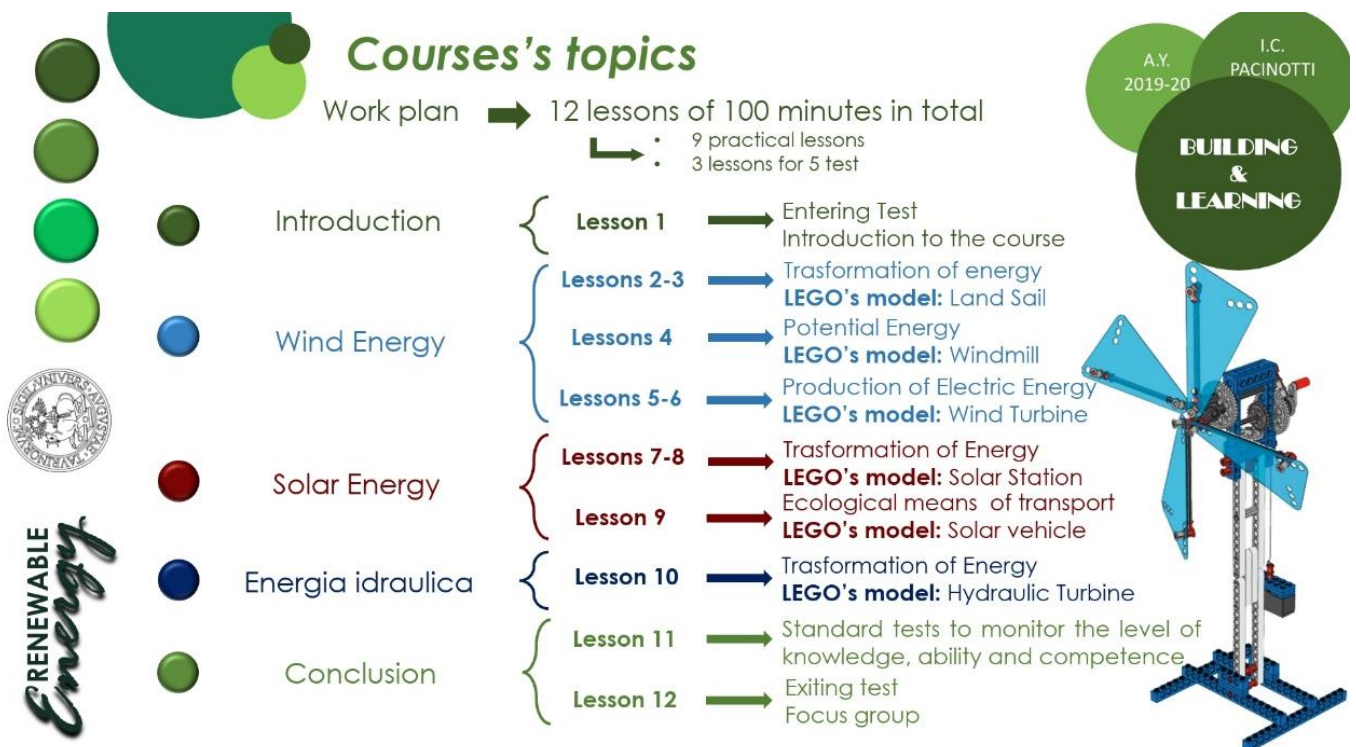 Courses's topics
A.Y.
2019-20
I.C.
PACINOTTI
BUILDING
&
LEARNING
Work plan 12 lessons of 100 minutes in total
• 9 practical lessons
• 3 lessons for 5 test
Introduction
Lesson 1
Entering Test
Introduction to the course
Wind Energy
Lessons 2-3
Trasformation of energy
LEGO's model: Land Sail
Lessons 4
Potential Energy
LEGO's model: Windmill
Lessons 5-6
Production of Electric Energy
LEGO's model: Wind Turbine
Solar Energy
Lessons 7-8
Trasformation of Energy
LEGO's model: Solar Station
Lesson 9
Ecological means of transport
LEGO's model: Solar vehicle
Energia idraulica
Lesson 10
Trasformation of Energy
LEGO's model: Hydraulic Turbine
Conclusion
Lesson 11
Standard tests to monitor the level of
knowledge, ability and competence
Lesson 12
Exiting test
Focus group
RENEWABLE
Energy